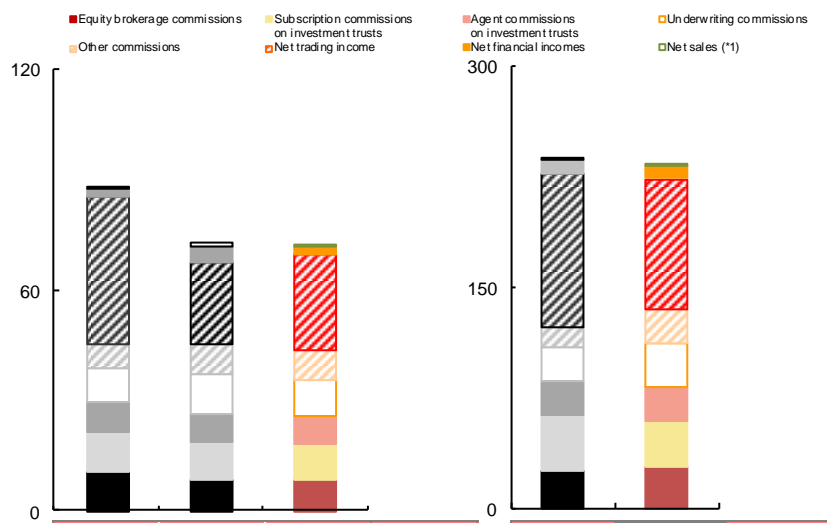 Equity brokerage commissions
Subscription commissions
on investment trusts
Agent commissions
on investment trusts
Underwriting commissions
Other commissions
Net trading income
Net financial incomes
Net sales (*1)
120
60
0
300
150
0